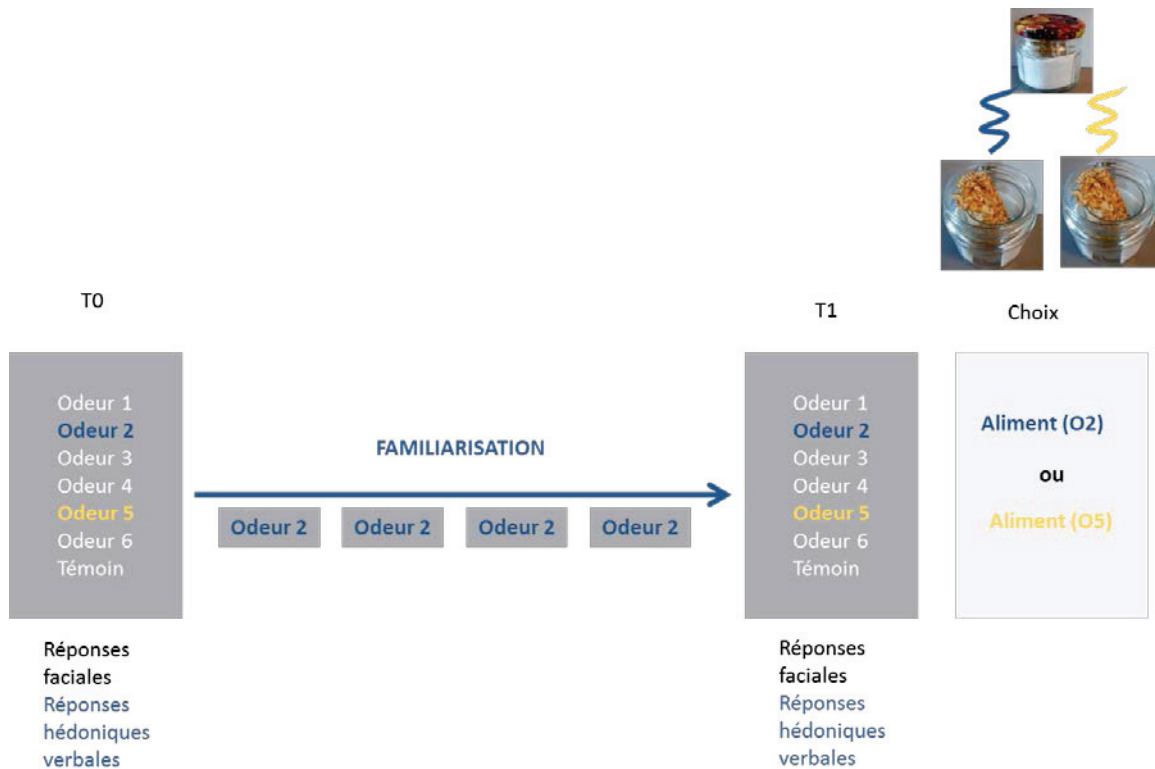 T0
T1
Choix
Odeur 1
Odeur 2
Odeur 3
Odeur 4
Odeur 5
Odeur 6
Témoin
FAMILIARISATION
Odeur 2
Odeur 2
Odeur 2
Odeur 2
Odeur 1
Odeur 2
Odeur 3
Odeur 4
Odeur 5
Odeur 6
Témoin
Aliment (O2)
ou
Aliment (O5)
Réponses
faciales
Réponses
hédoniques
verbales
Réponses
faciales
Réponses
hédoniques
verbales